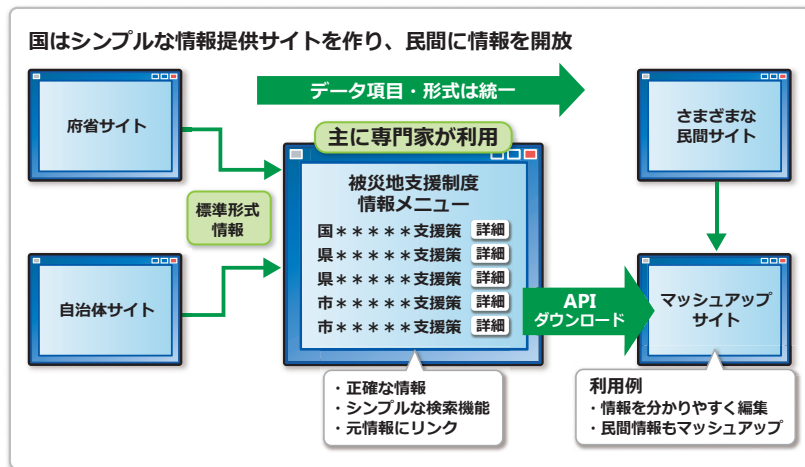 国はシンプルな情報提供サイトを作り、民間に情報を開放
データ項目・形式は統一
府省サイト
さまざまな
民間サイト
主に専門家が利用
被災地支援制度
情報メニュー
標準形式
情報
国*****支援策 詳細
県*****支援策 詳細
県*****支援策 詳細
市*****支援策 詳細
市*****支援策 詳細
自治体サイト
API
ダウンロード
マッシュアップ
サイト
・正確な情報
・シンプルな検索機能
・元情報にリンク
利用例
・情報を分かりやすく編集
・民間情報もマッシュアップ